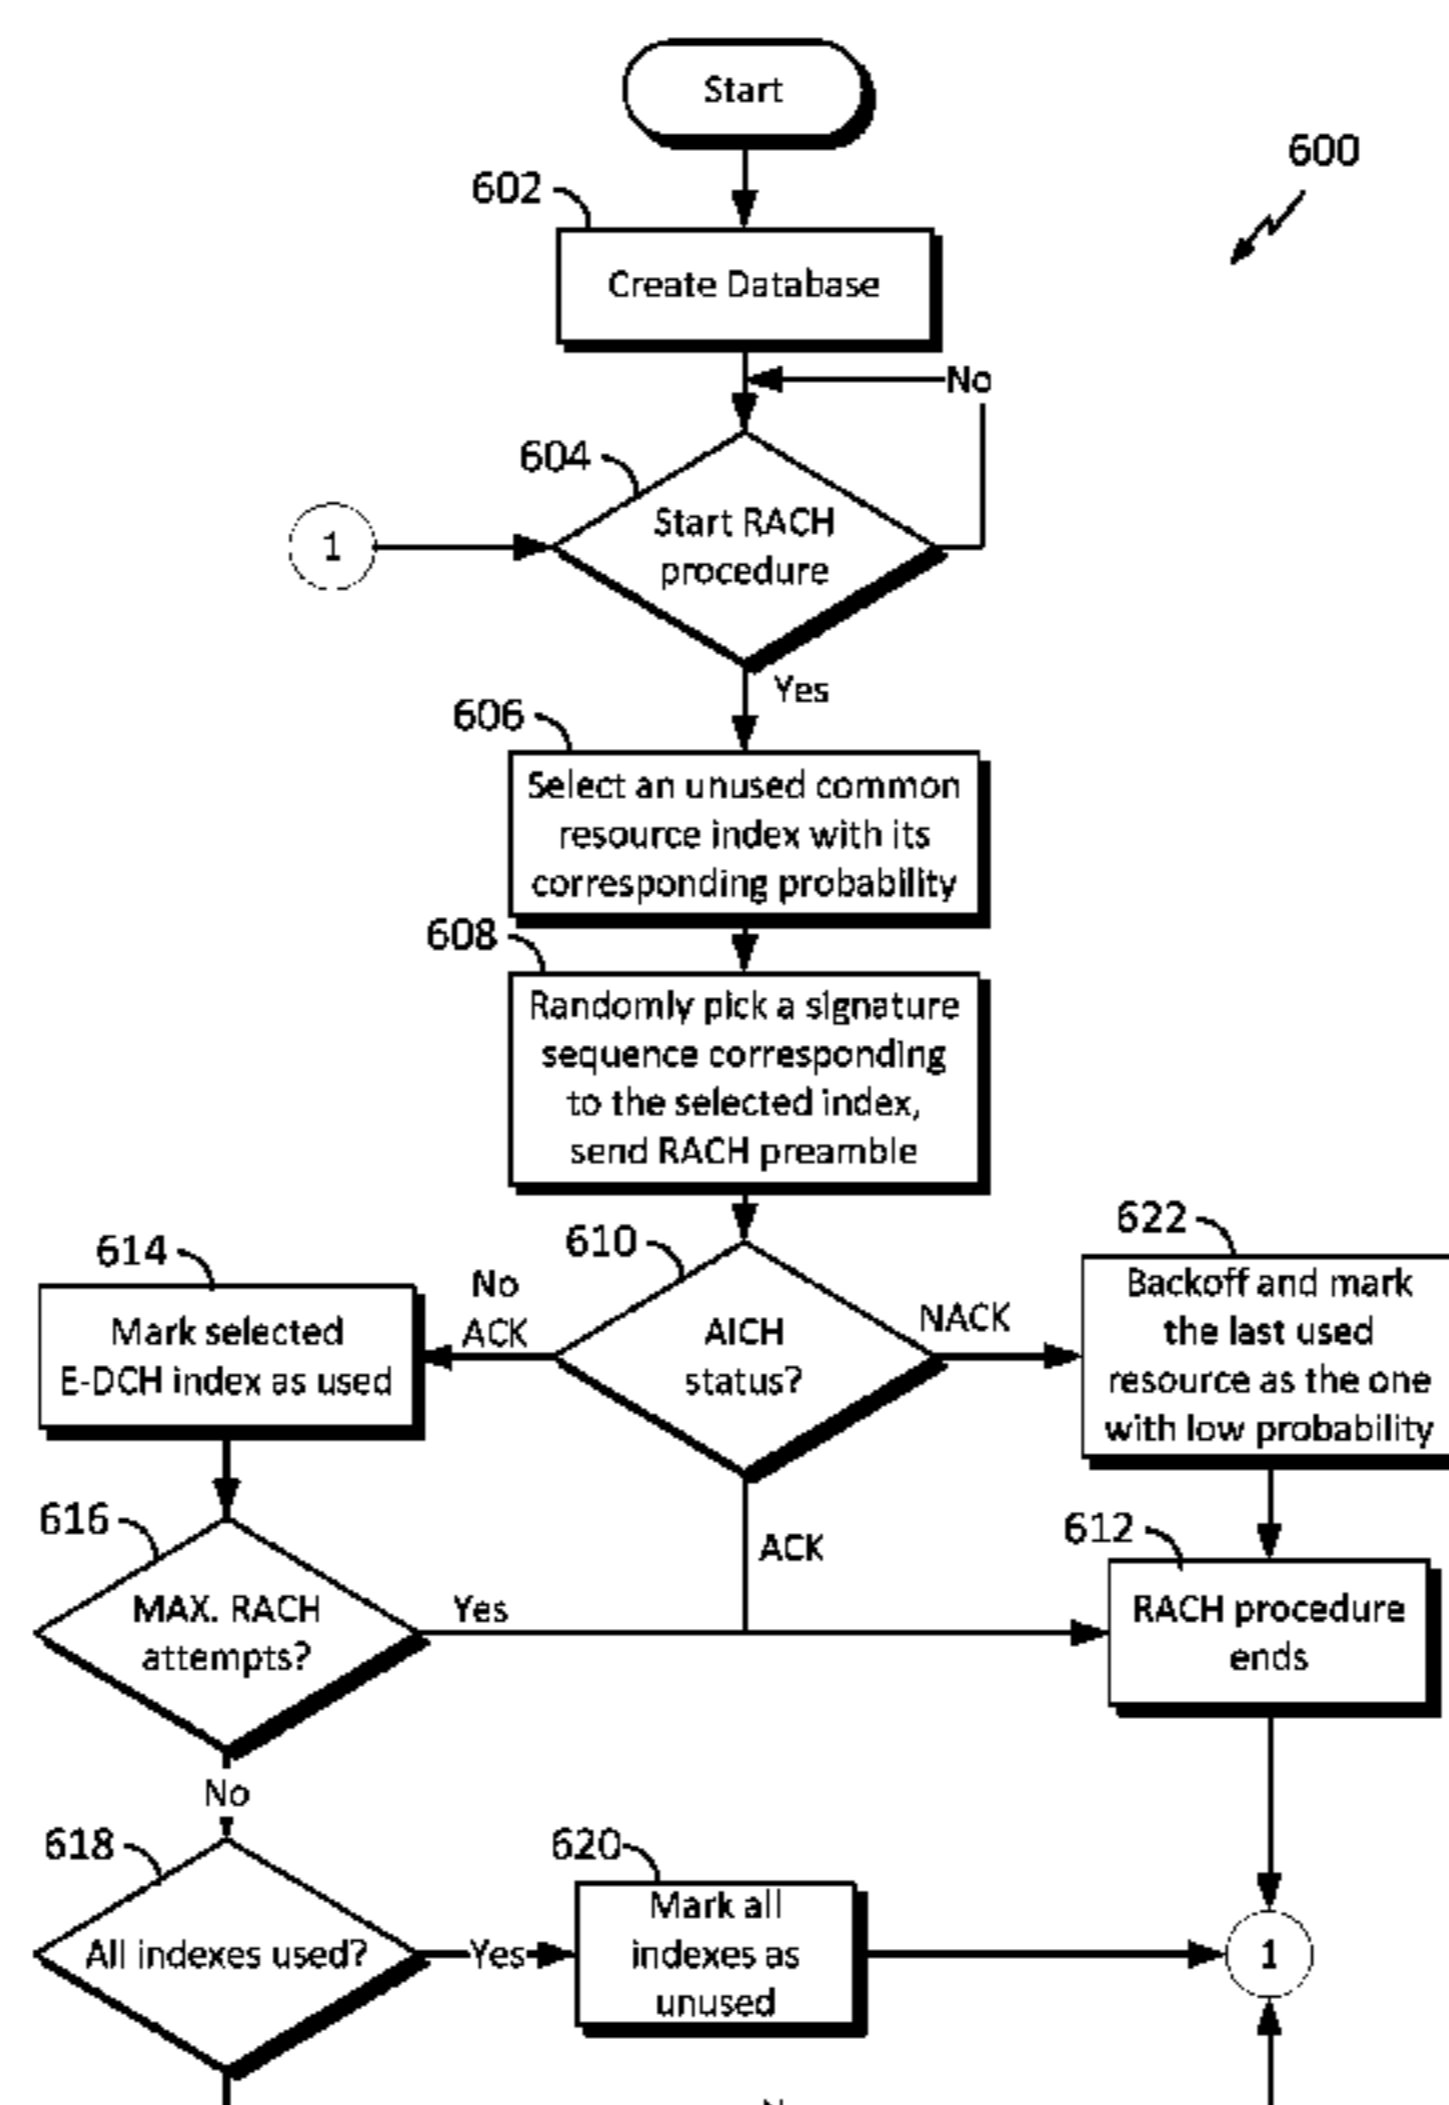 Start
600
602
Create Database
No
604
Start RACH
procedure
1
Yes
606
Select an unused common
resource index with its
corresponding probability
608
Randomly pick a signature
sequence corresponding
to the selected index,
send RACH preamble
610
AICH
status?
No
ACK
NACK
ACK
614
Mark selected
E-DCH index as used
622
Backoff and mark
the last used
resource as the one
with low probability
616
MAX. RACH
attempts?
Yes
612
RACH procedure
ends
No
618
All indexes used?
Yes
620
Mark all
indexes as
unused
1